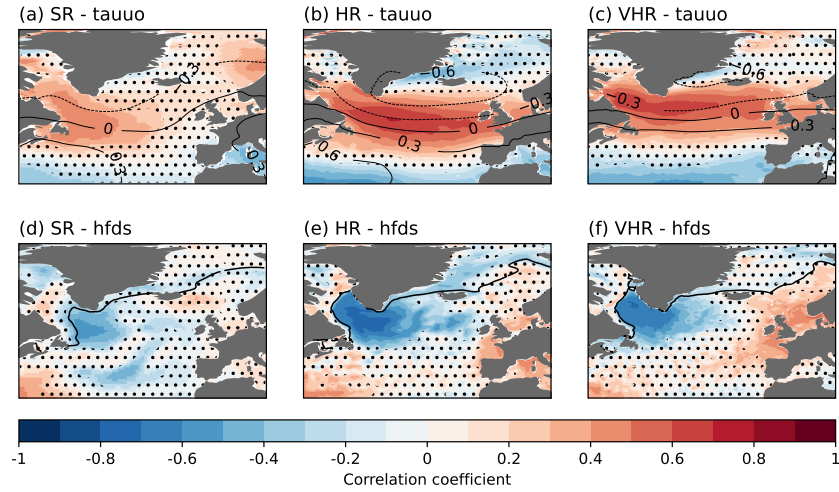 (a) SR - tauuo
(b) HR - tauuo
(c) VHR - tauuo
−0.3
0
0.3
0.3
−0.6
−0.3
0
0.3
0.6
−0.6
−0.3
0
0.3
(d) SR - hfds
(e) HR - hfds
(f) VHR - hfds
-1 -0.8 -0.6 -0.4 -0.2 0 0.2 0.4 0.6 0.8 1
Correlation coefficient